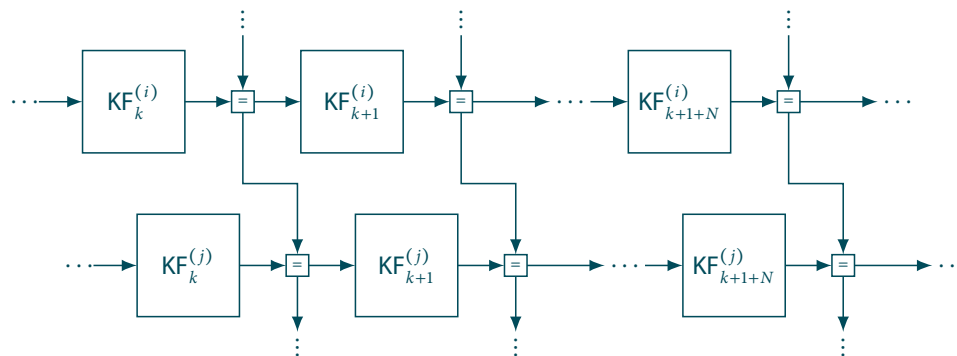 ⋮ ⋮ ⋮
⋯ KF_k^{(i)} = KF_{k+1}^{(i)} = ⋯ KF_{k+1+N}^{(i)} = ⋯
⋯ KF_k^{(j)} = KF_{k+1}^{(j)} = ⋯ KF_{k+1+N}^{(j)} = ⋯
⋮ ⋮ ⋮